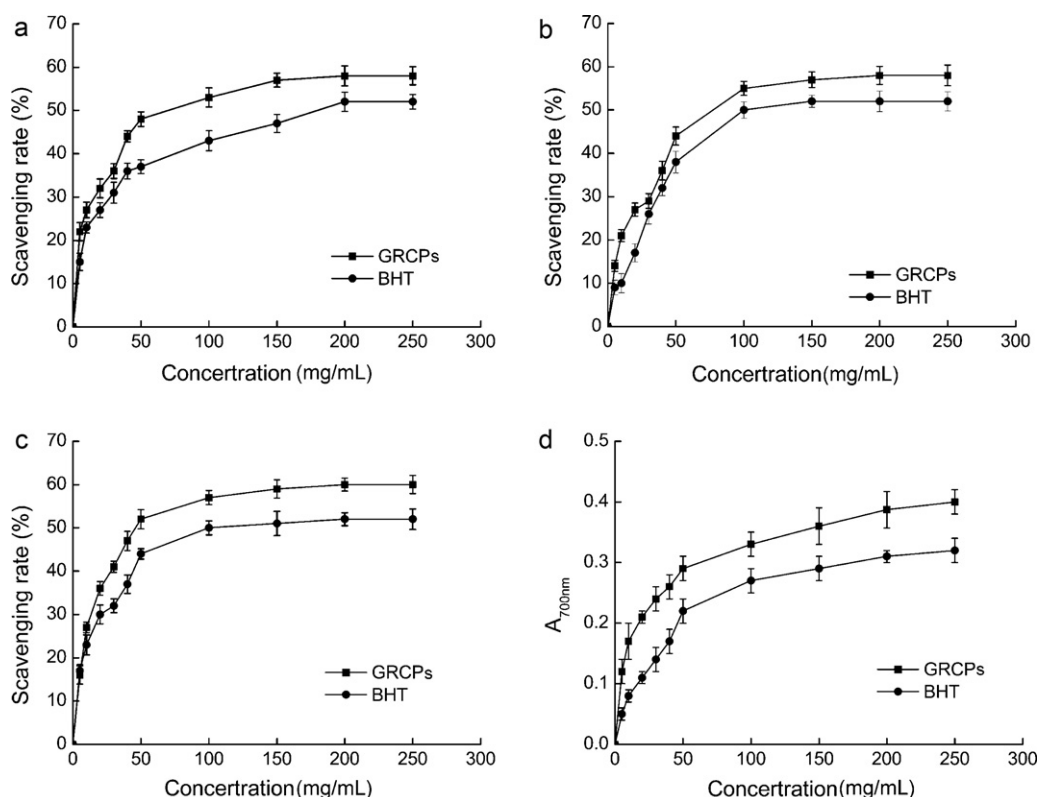 a
70
60
50
40
30
20
10
0
Scavenging rate (%)
GRCPs
BHT
0 50 100 150 200 250 300
Concertration (mg/mL)
b
70
60
50
40
30
20
10
0
Scavenging rate (%)
GRCPs
BHT
0 50 100 150 200 250 300
Concertration(mg/mL)
c
70
60
50
40
30
20
10
0
Scavenging rate (%)
GRCPs
BHT
0 50 100 150 200 250 300
Concertration (mg/mL)
d
0.5
0.4
0.3
0.2
0.1
0.0
A700nm
GRCPs
BHT
0 50 100 150 200 250 300
Concertration(mg/mL)